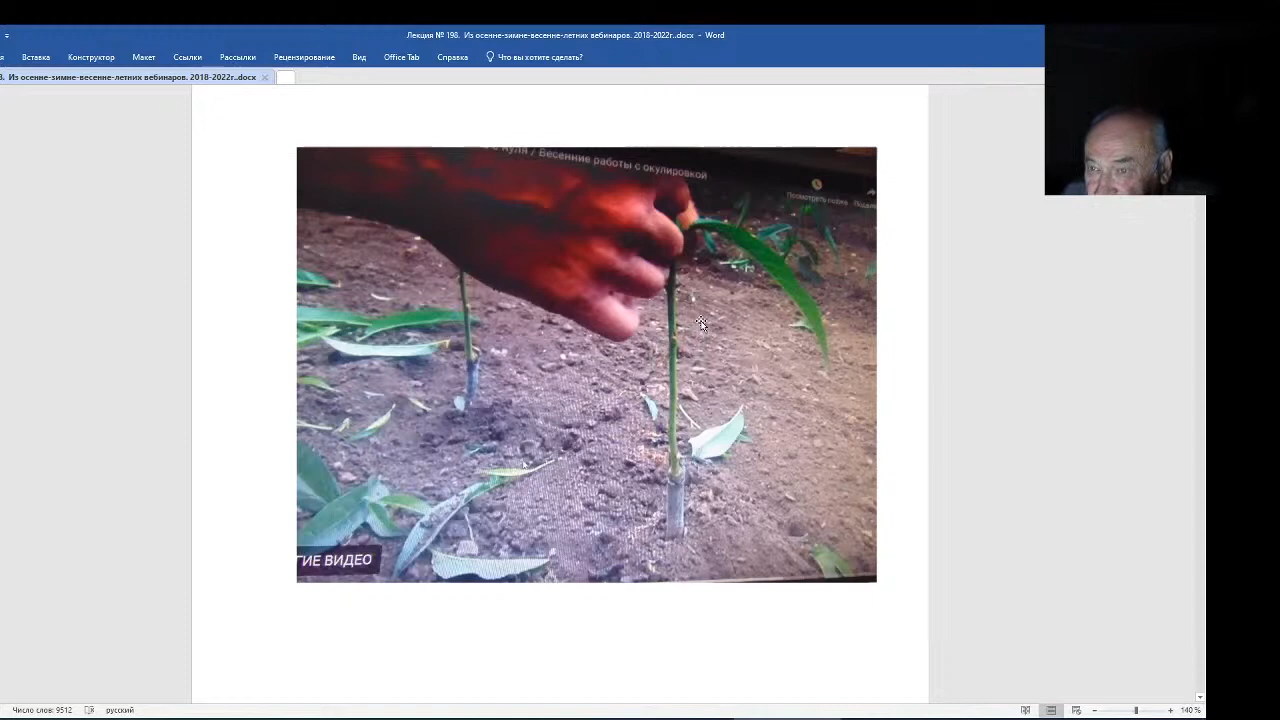 Лекция № 198. Из осенне-зимне-весенне-летних вебинаров. 2018-2022г..docx - Word
Вставка Конструктор Макет Ссылки Рассылки Рецензирование Вид Office Tab Справка Что вы хотите сделать?
Из осенне-зимне-весенне-летних вебинаров. 2018-2022г..docx
нуля / Весенние работы с окулировкой
Посмотреть
ГИЕ ВИДЕО
Число слов: 9512 русский 140 %